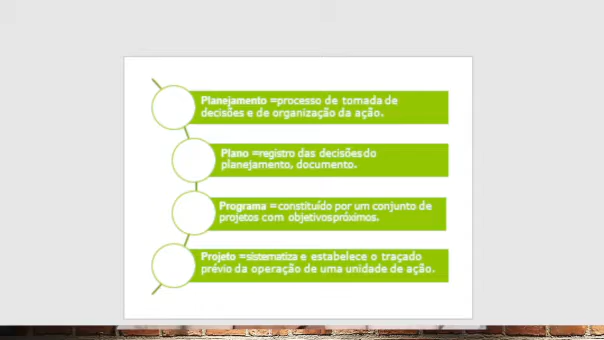 Planejamento =processo de tomada de
decisões e de organização da ação.
Plano =registro das decisões do
planejamento, documento.
Programa =constituído por um conjunto de
projetos com objetivos próximos.
Projeto =sistematiza e estabelece o traçado
prévio da operação de uma unidade de ação.